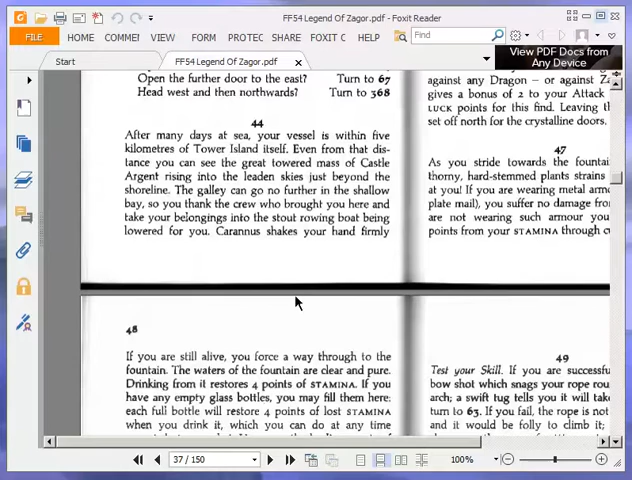 FF54 Legend Of Zagor.pdf - Foxit Reader
FILE HOME COMMEI VIEW FORM PROTEC SHARE FOXIT C Find
Start FF54 Legend Of Zagor.pdf
View PDF Docs from
Any Device
Open the further door to the east? Turn to 67
Head west and then northwards? Turn to 368
44
After many days at sea, your vessel is within five
kilometres of Tower Island itself. Even from that dis-
tance you can see the great towered mass of Castle
Argent rising into the leaden skies just beyond the
shoreline. The galley can go no further in the shallow
bay, so you thank the crew who brought you here and
take your belongings into the stout rowing boat being
lowered for you. Carannus shakes your hand firmly
against any Dragon – or against Za
gives a bonus of 2 to your Attack
LUCK points for this find. Leaving t
set off north for the crystalline doors.
47
As you stride towards the fountai
thorny, hard-stemmed plants strains
at you! If you are wearing metal armo
plate mail), you suffer no damage fro
are not wearing such armour you
points from your STAMINA through c
48
If you are still alive, you force a way through to the
fountain. The waters of the fountain are clear and pure.
Drinking from it restores 4 points of STAMINA. If you
have any empty glass bottles, you may fill them here:
each full bottle will restore 4 points of lost STAMINA
when you drink it, which you can do at any time
49
Test your Skill. If you are successfu
bow shot which snags your rope rou
arch; a swift tug tells you it will take
turn to 63. If you fail, the rope is not
and it would be folly to climb it;
37 / 150
100%